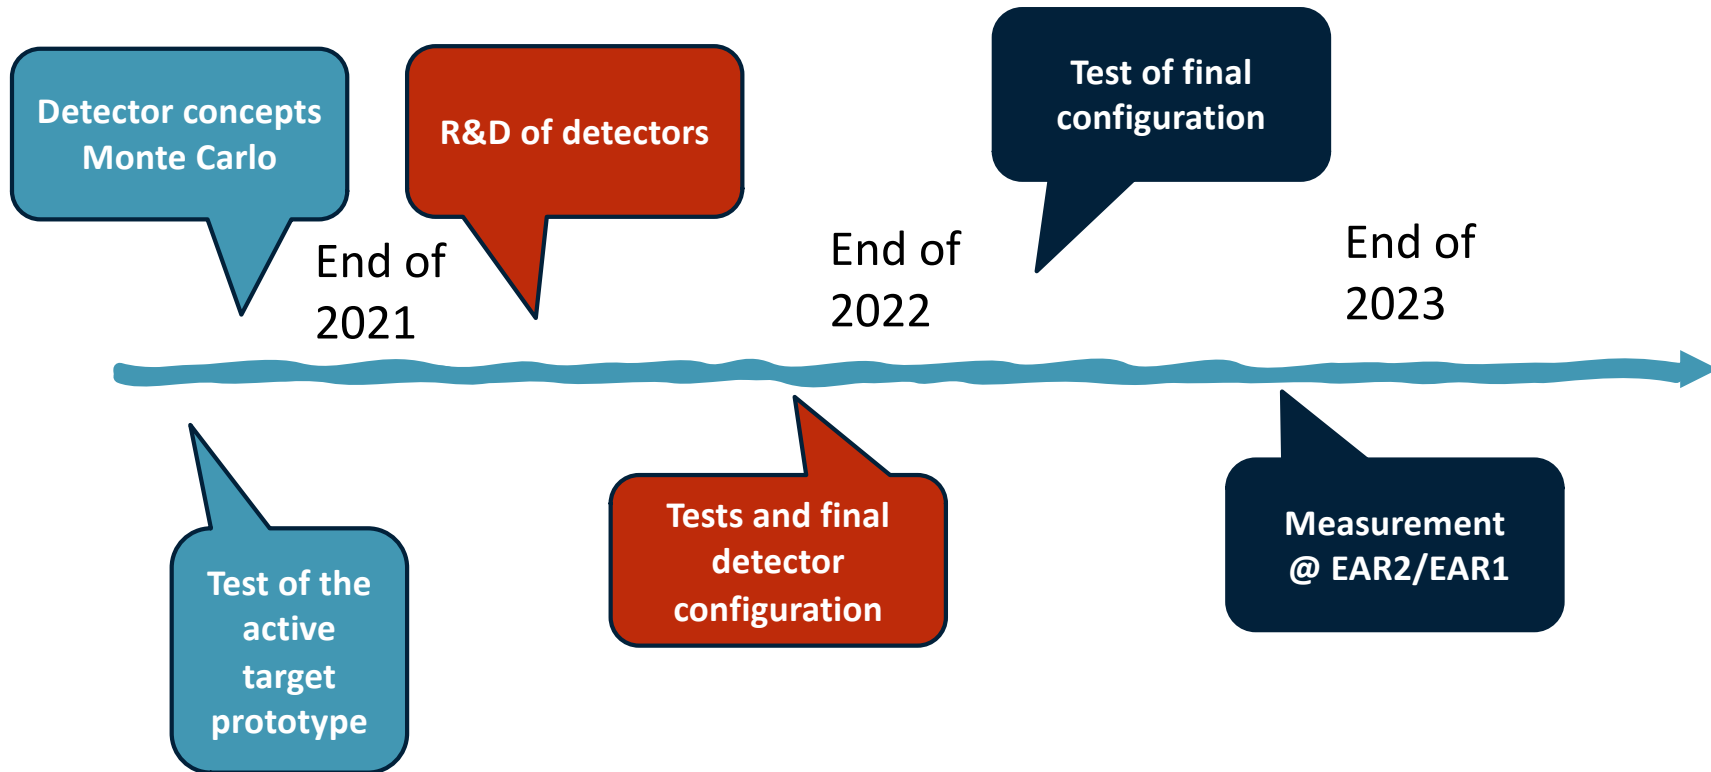 Detector concepts
Monte Carlo
R&D of detectors
Test of final
configuration
End of
2021
End of
2022
End of
2023
Test of the
active
target
prototype
Tests and final
detector
configuration
Measurement
@ EAR2/EAR1